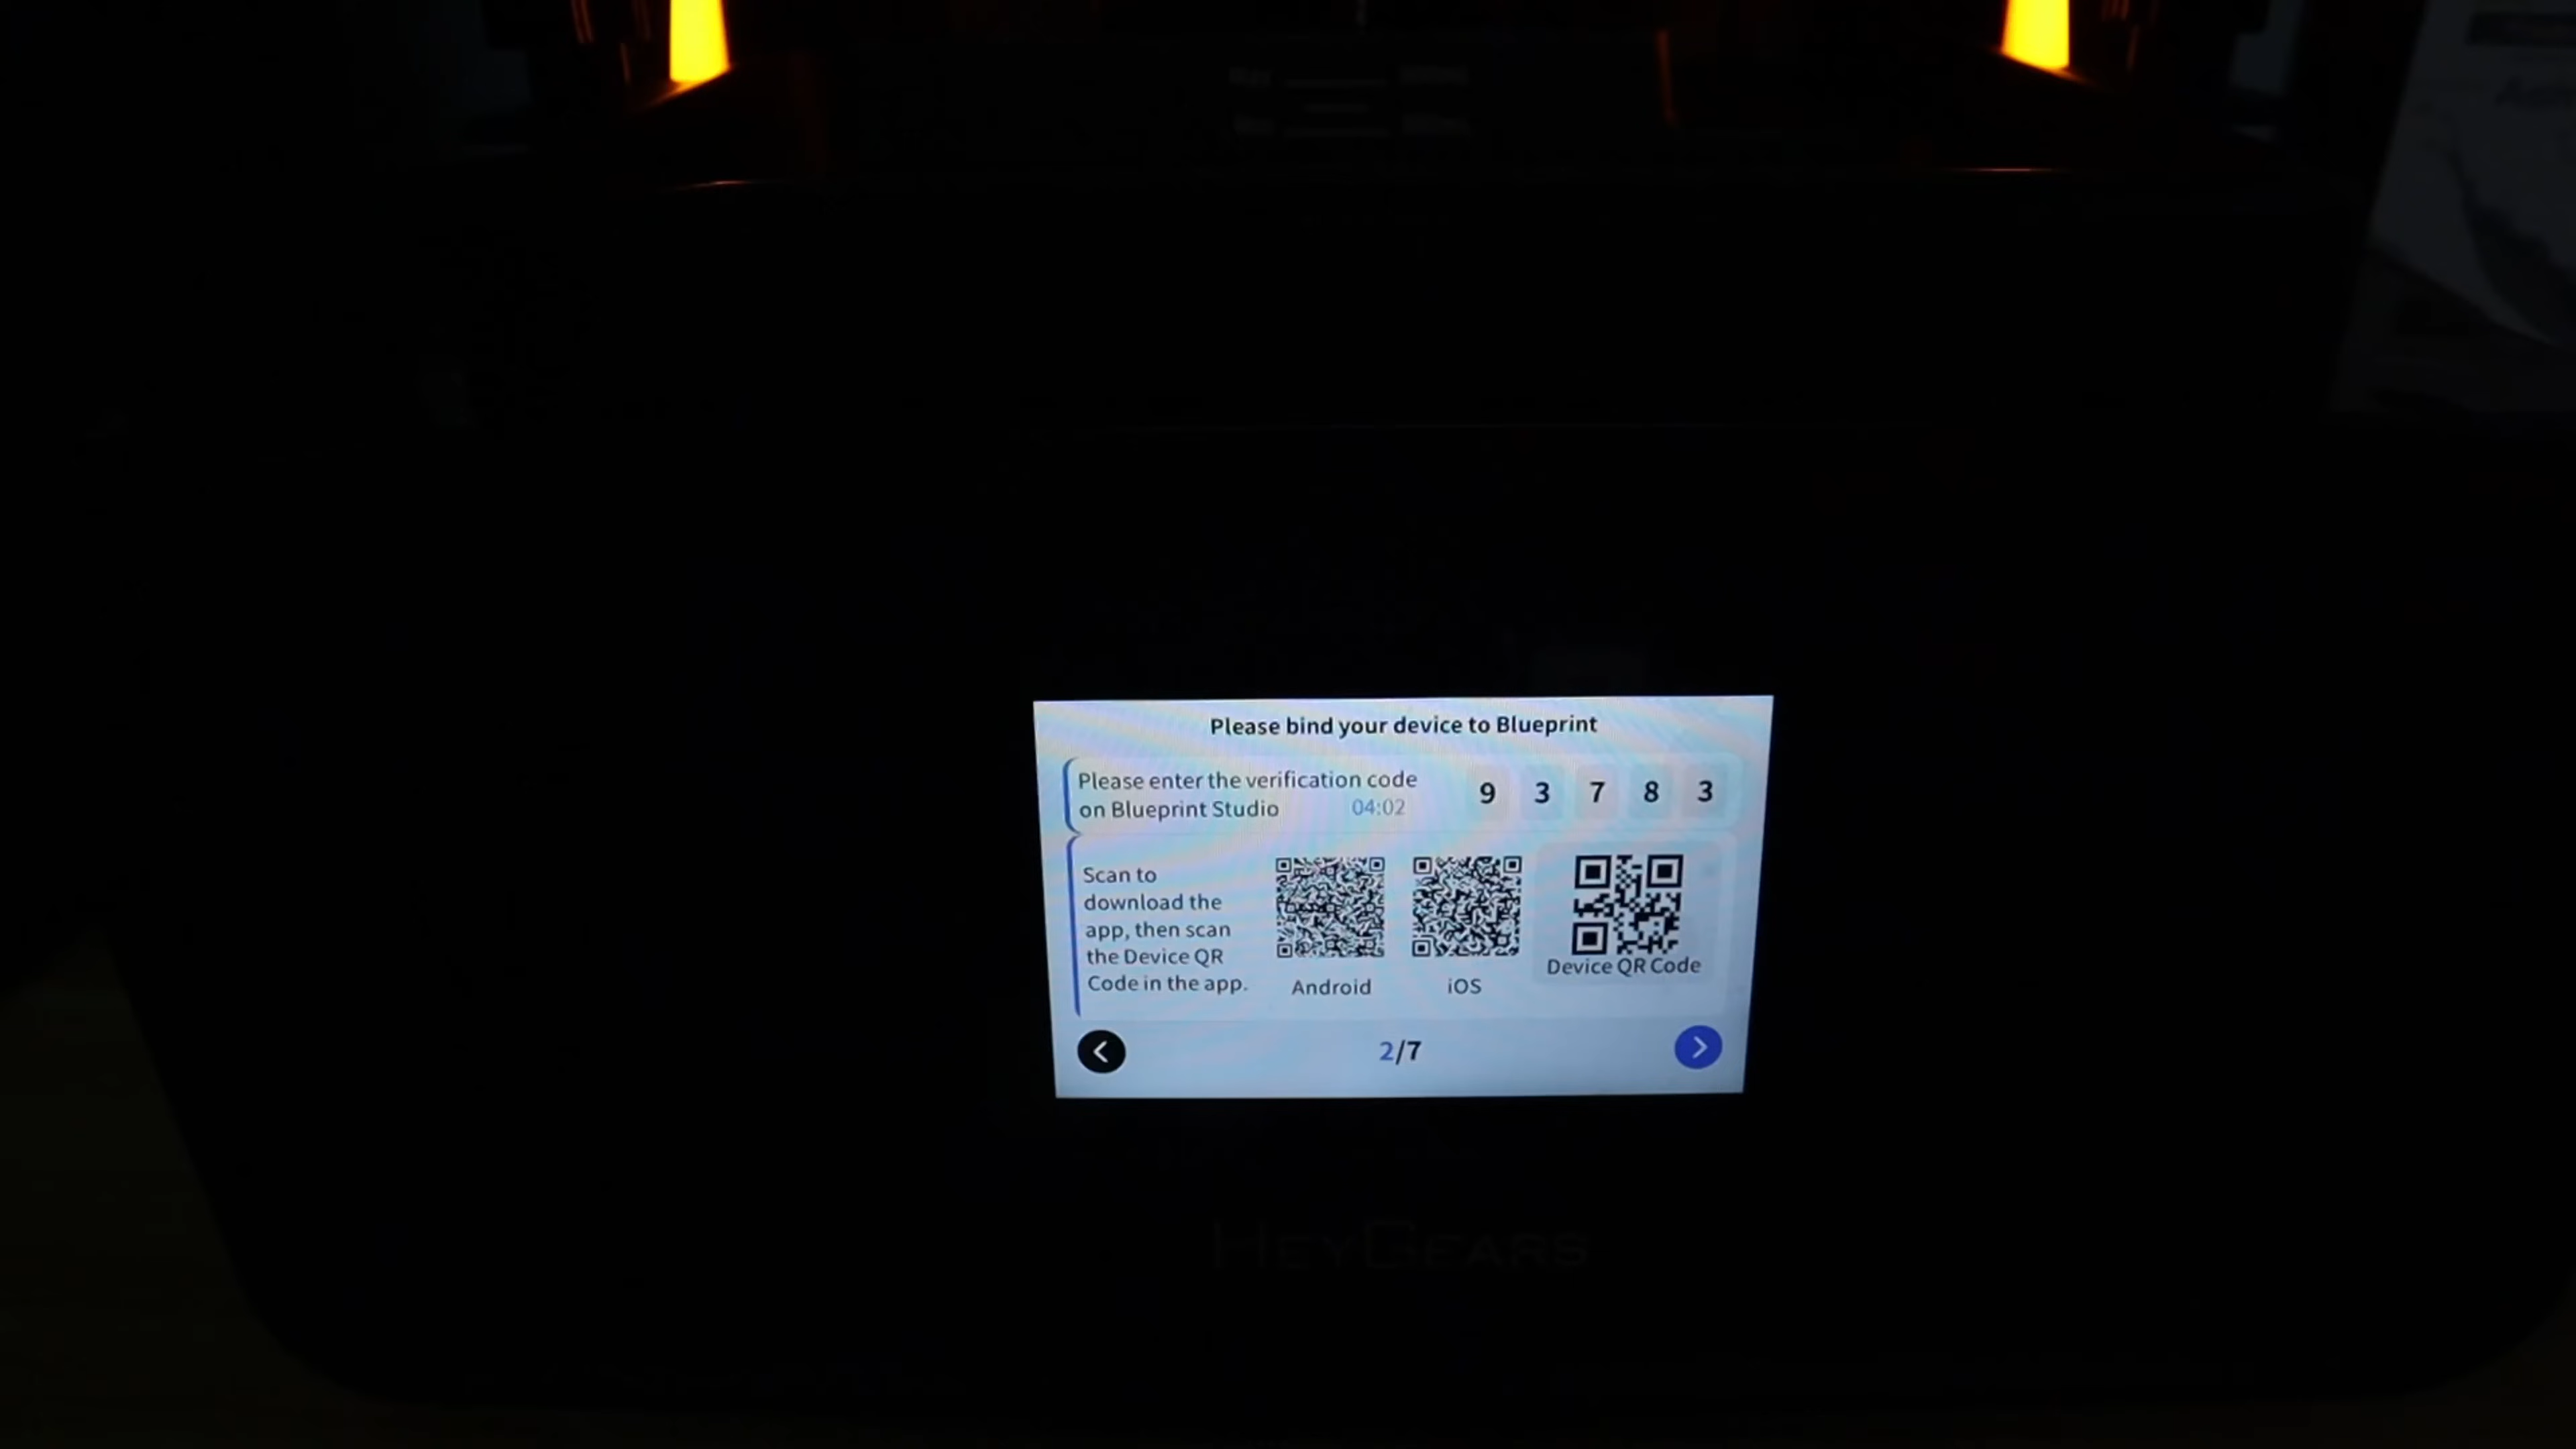 Please bind your device to Blueprint
Please enter the verification code
on Blueprint Studio 04:02
9 3 7 8 3
Scan to
download the
app, then scan
the Device QR
Code in the app.
Android
iOS
Device QR Code
2/7
HEYGEARS